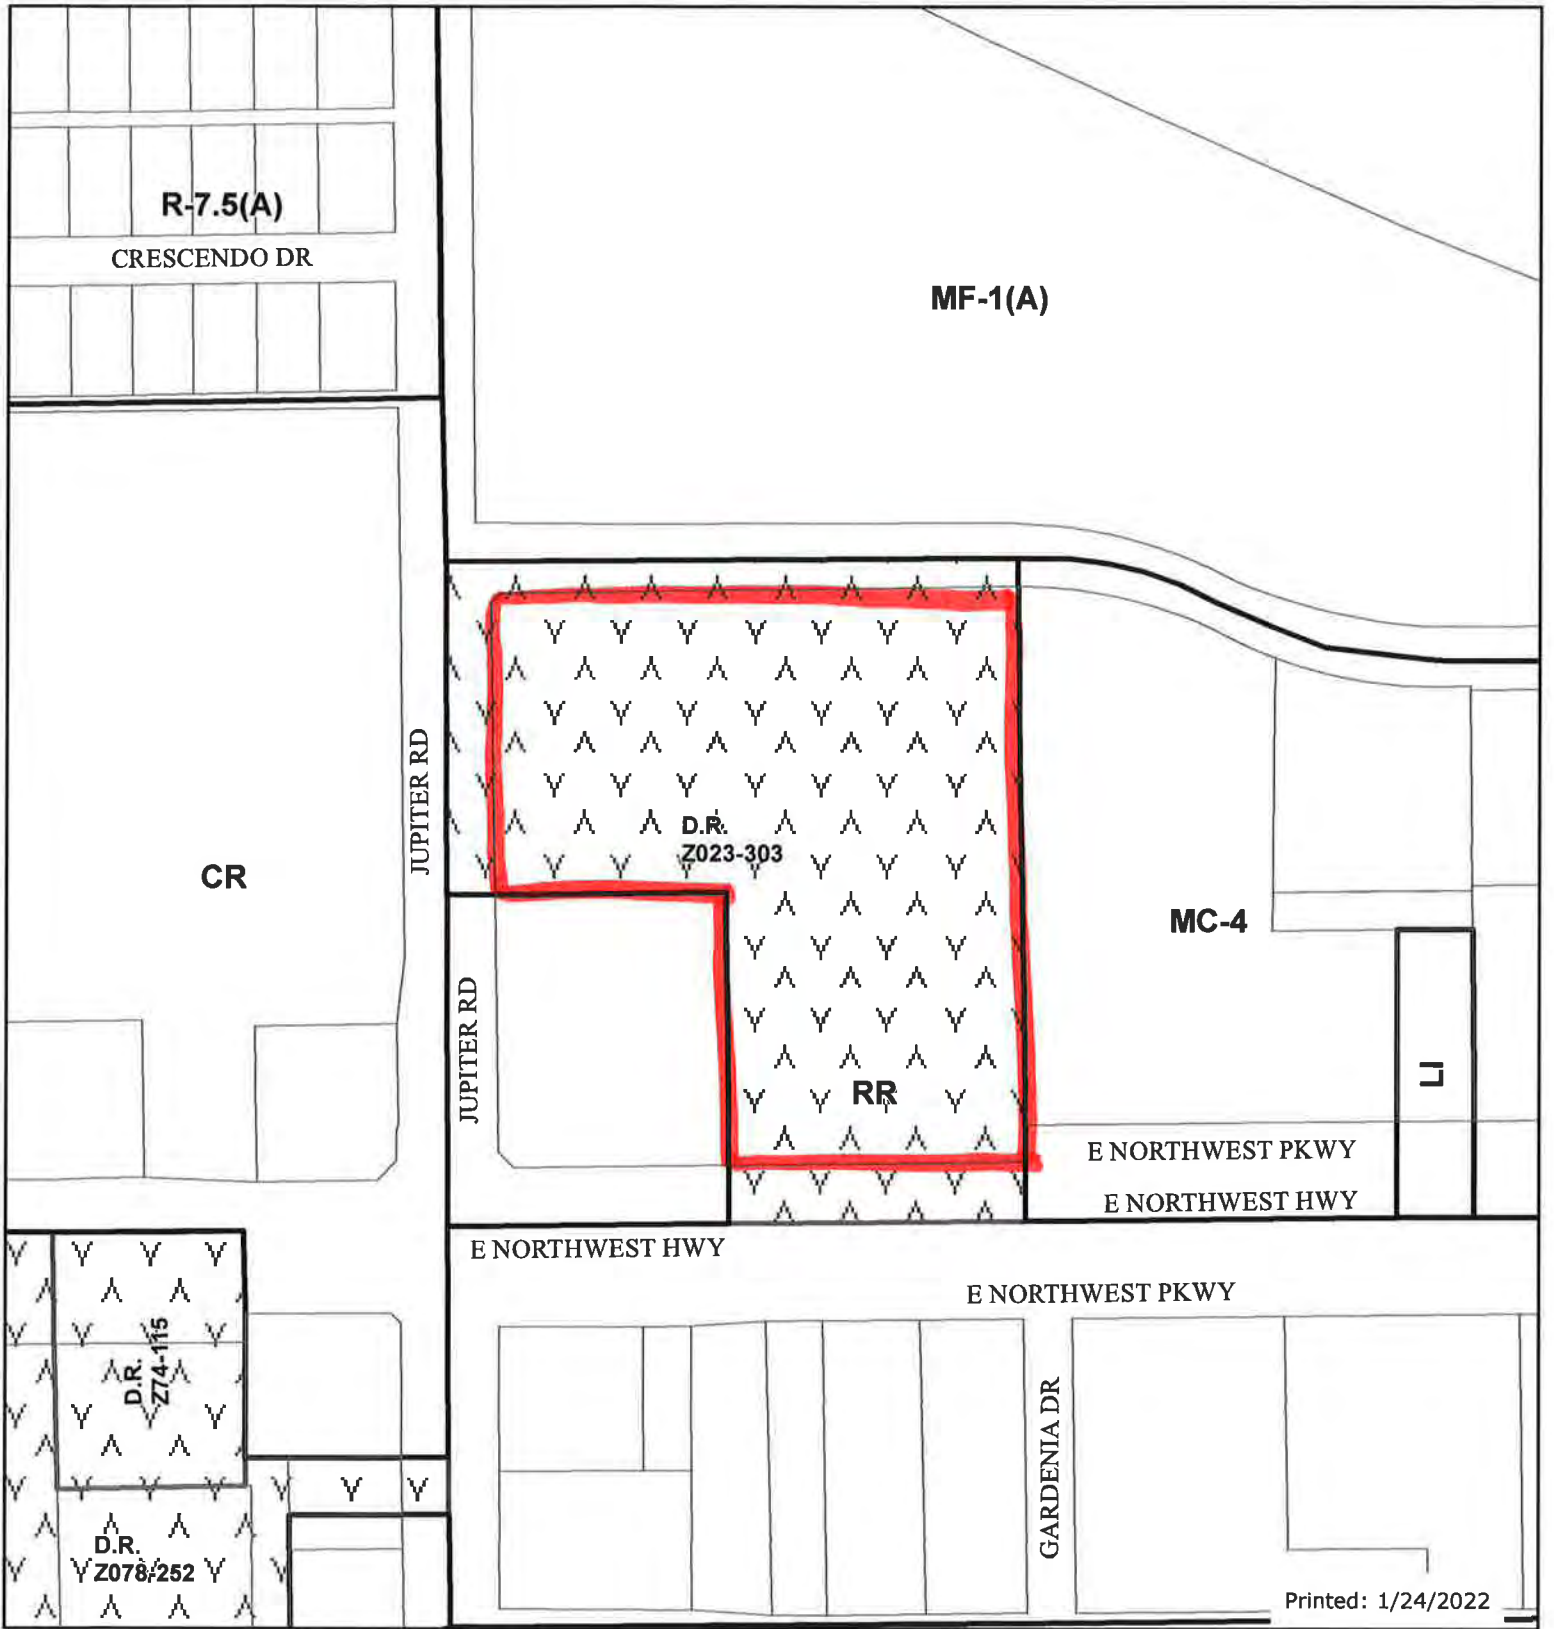 R-7.5(A)
CRESCENDO DR
MF-1(A)
JUPITER RD
D.R.
Z023-303
CR
MC-4
JUPITER RD
RR
LI
E NORTHWEST PKWY
E NORTHWEST HWY
E NORTHWEST HWY
E NORTHWEST PKWY
D.R.
Z74-115
GARDENIA DR
D.R.
Z078-252
Printed: 1/24/2022